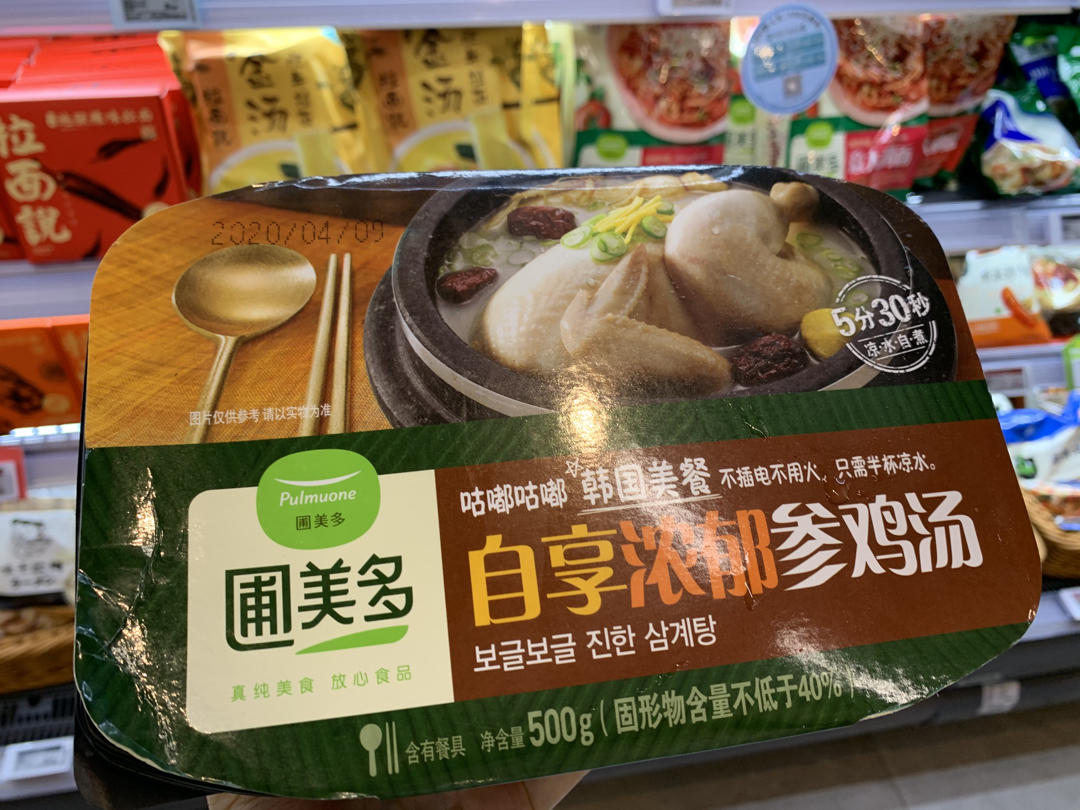 金汤
金汤
拉面説
2020/04/09
5分30秒
凉·水·自·煮
图片仅供参考 请以实物为准
Pulmuone
圃美多
圃美多
真纯美食 放心食品
咕嘟咕嘟 韩国美餐 不插电不用火，只需半杯凉水。
自享浓郁参鸡汤
보글보글 진한 삼계탕
含有餐具 净含量500g(固形物含量不低于40%)